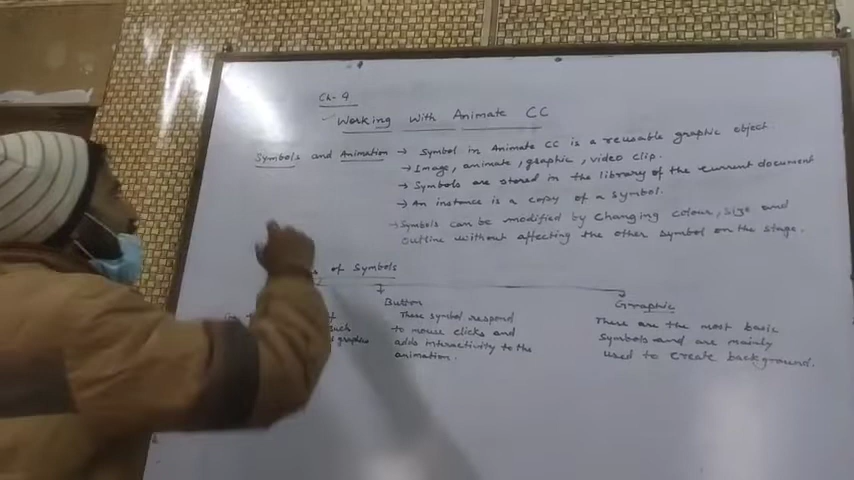 Ch-9
Working With Animate CC
Symbols and Animation → Symbol in Animate CC is a reusable graphic object.
→ Image, animate, graphic, video clip.
→ Symbols are stored in the library of the current document
→ An instance is a copy of a symbol.
→ Symbols can be modified by changing colour, size and
outline without affecting the other symbol on the stage.
of Symbols
Button
These symbol respond
to mouse clicks and
adds interactivity to the
animation.
Graphic
These are the most basic
symbols and are mainly
used to create background.